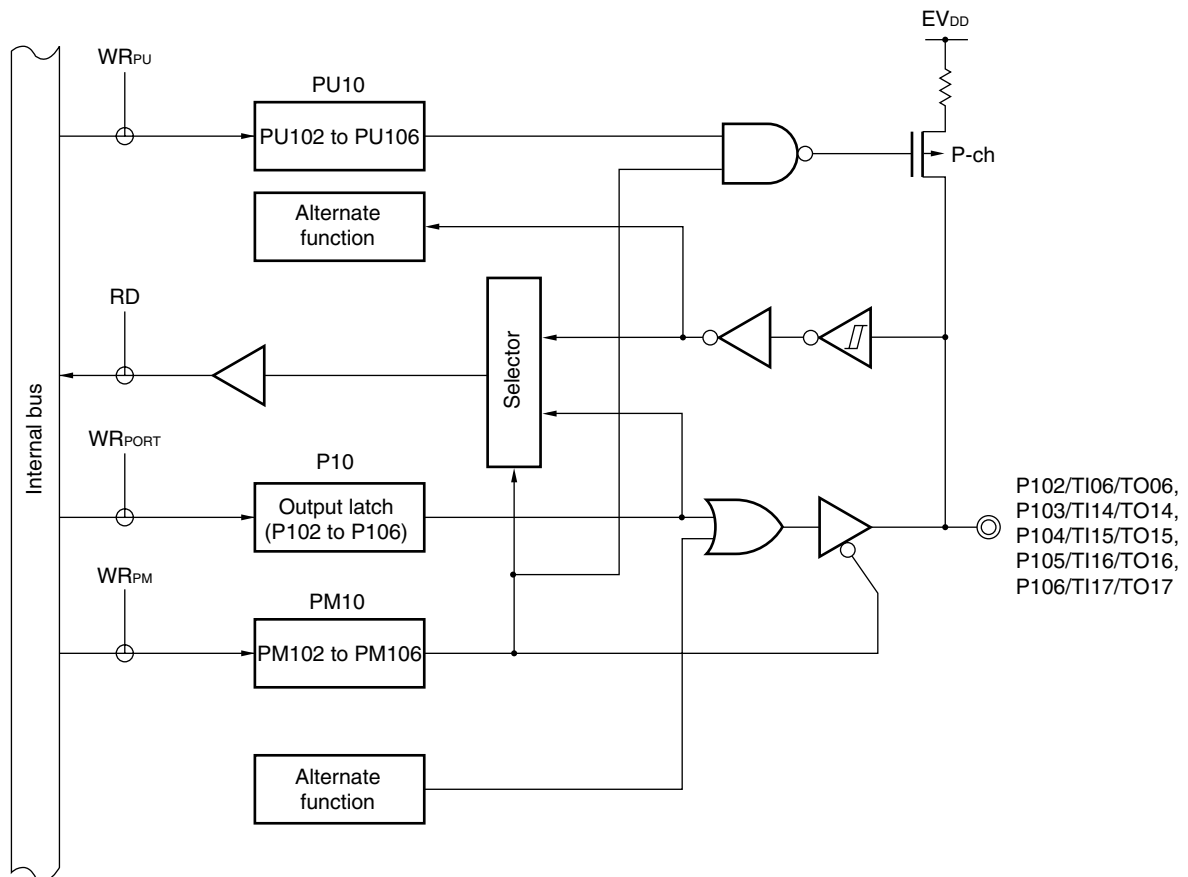 EVDD
WRPU
PU10
PU102 to PU106
P-ch
Alternate
function
RD
Selector
Internal bus
WRPORT
P10
Output latch
(P102 to P106)
P102/TI06/TO06,
P103/TI14/TO14,
P104/TI15/TO15,
P105/TI16/TO16,
P106/TI17/TO17
WRPM
PM10
PM102 to PM106
Alternate
function